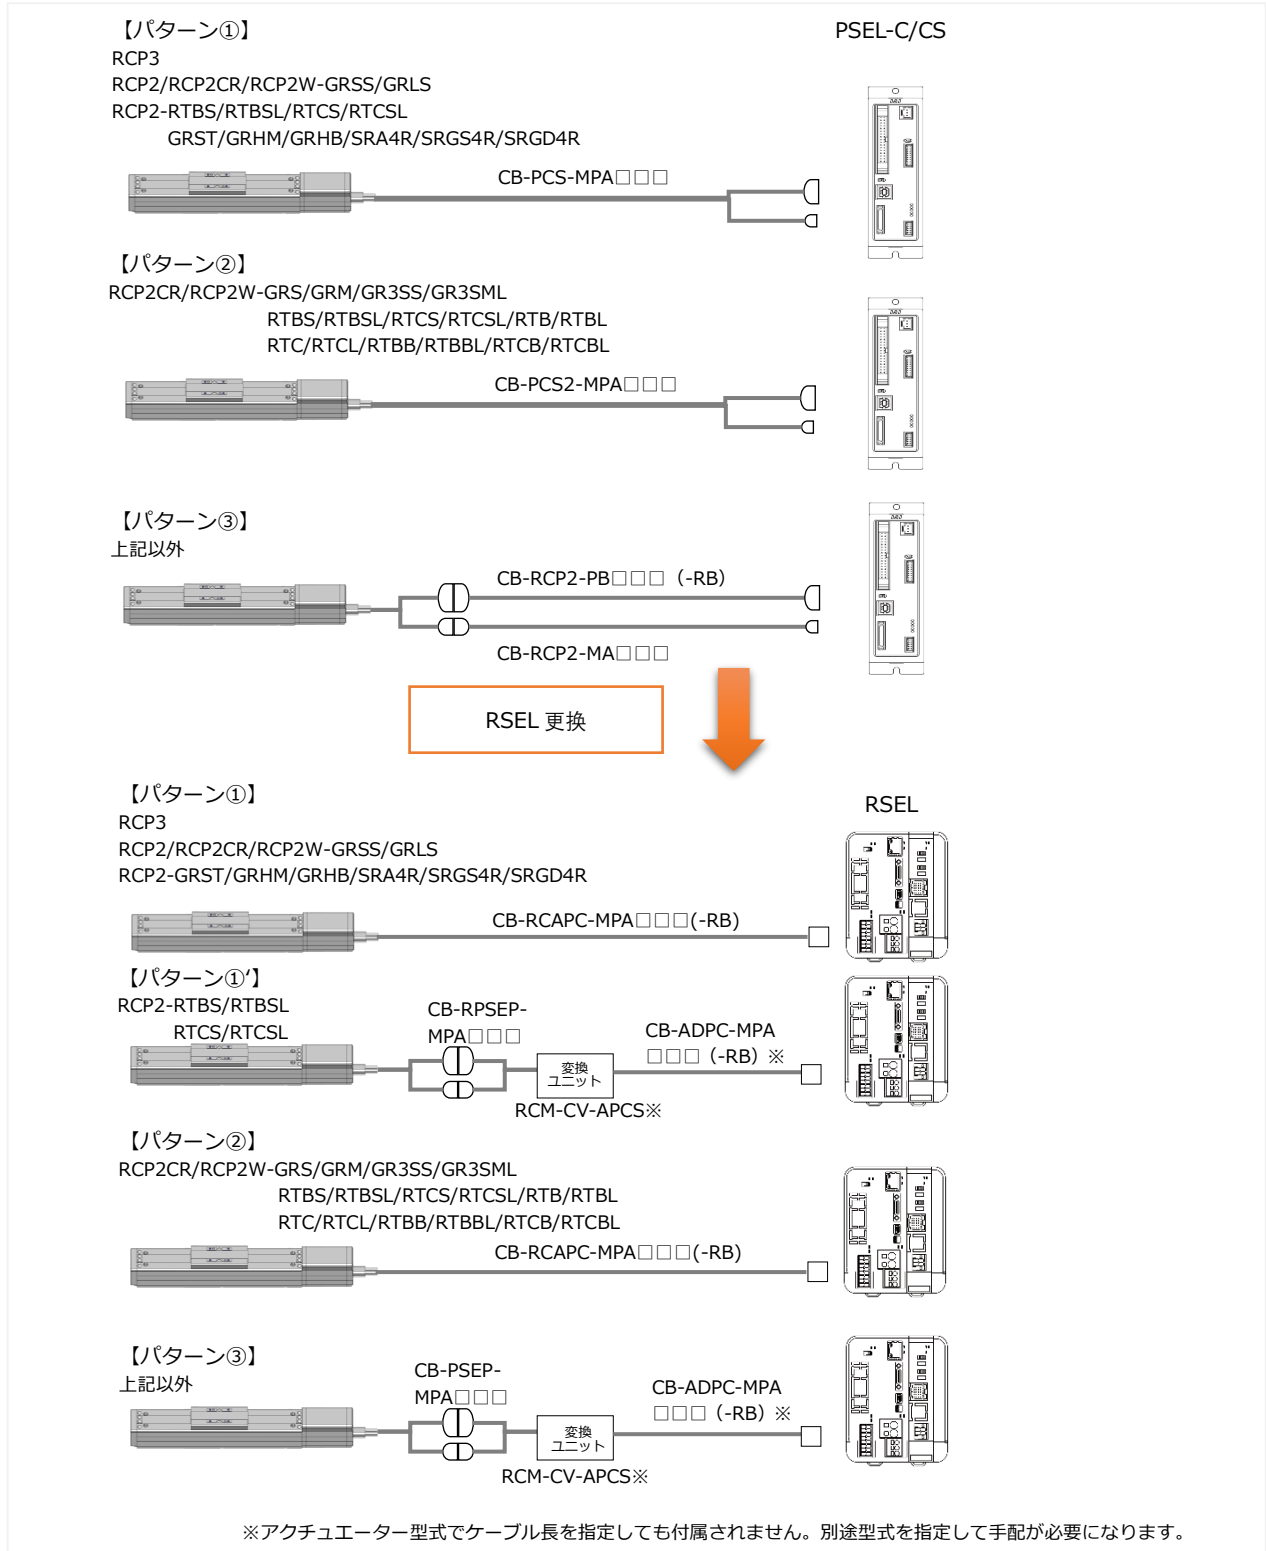 【パターン①】
PSEL-C/CS
RCP3
RCP2/RCP2CR/RCP2W-GRSS/GRLS
RCP2-RTBS/RTBSL/RTCS/RTCSL
GRST/GRHM/GRHB/SRA4R/SRGS4R/SRGD4R
CB-PCS-MPA□□□
【パターン②】
RCP2CR/RCP2W-GRS/GRM/GR3SS/GR3SML
RTBS/RTBSL/RTCS/RTCSL/RTB/RTBL
RTC/RTCL/RTBB/RTBBL/RTCB/RTCBL
CB-PCS2-MPA□□□
【パターン③】
上記以外
CB-RCP2-PB□□□（-RB）
CB-RCP2-MA□□□
RSEL 更換
【パターン①】
RSEL
RCP3
RCP2/RCP2CR/RCP2W-GRSS/GRLS
RCP2-GRST/GRHM/GRHB/SRA4R/SRGS4R/SRGD4R
CB-RCAPC-MPA□□□(-RB)
【パターン①‘】
RCP2-RTBS/RTBSL
RTCS/RTCSL
CB-RPSEP-
MPA□□□
CB-ADPC-MPA
□□□（-RB）※
変換
ユニット
RCM-CV-APCS※
【パターン②】
RCP2CR/RCP2W-GRS/GRM/GR3SS/GR3SML
RTBS/RTBSL/RTCS/RTCSL/RTB/RTBL
RTC/RTCL/RTBB/RTBBL/RTCB/RTCBL
CB-RCAPC-MPA□□□(-RB)
【パターン③】
上記以外
CB-PSEP-
MPA□□□
CB-ADPC-MPA
□□□（-RB）※
変換
ユニット
RCM-CV-APCS※
※アクチュエーター型式でケーブル長を指定しても付属されません。別途型式を指定して手配が必要になります。